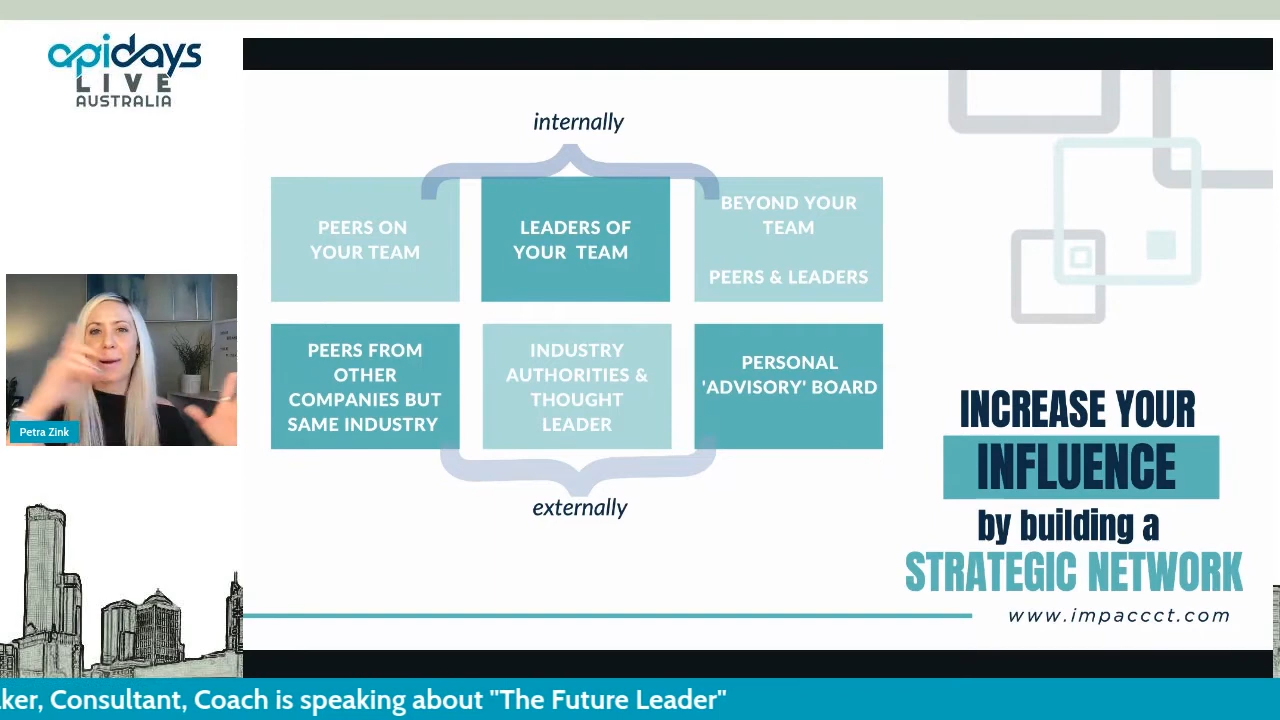 apidays
LIVE
AUSTRALIA
internally
PEERS ON
YOUR TEAM
LEADERS OF
YOUR TEAM
BEYOND YOUR
TEAM
PEERS & LEADERS
PEERS FROM
OTHER
COMPANIES BUT
SAME INDUSTRY
INDUSTRY
AUTHORITIES &
THOUGHT
LEADER
PERSONAL
'ADVISORY' BOARD
externally
INCREASE YOUR
INFLUENCE
by building a
STRATEGIC NETWORK
www.impaccct.com
Petra Zink
ker, Consultant, Coach is speaking about "The Future Leader"